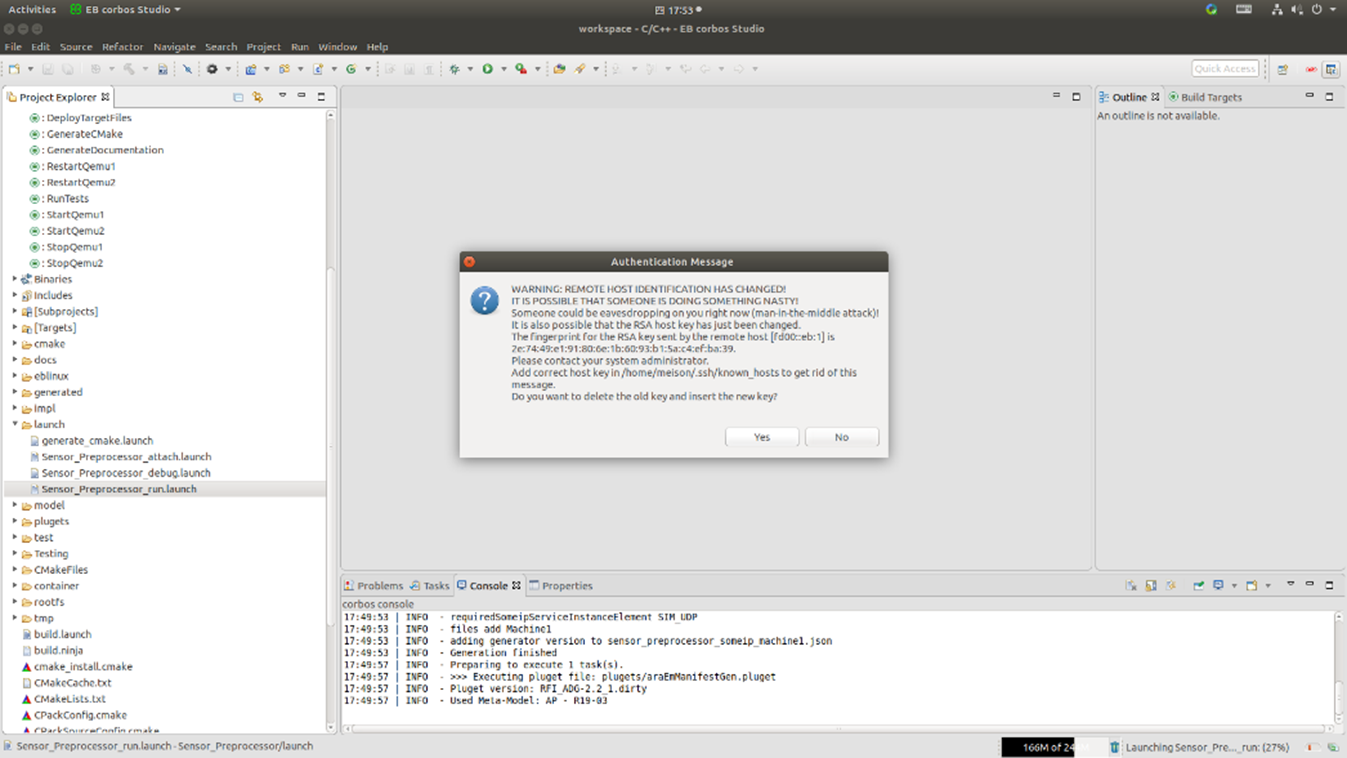 Activities EB corbos Studio 17:53
workspace - C/C++ - EB corbos Studio
File Edit Source Refactor Navigate Search Project Run Window Help
Quick Access
Project Explorer
: DeployTargetFiles
: GenerateCMake
: GenerateDocumentation
: RestartQemu1
: RestartQemu2
: RunTests
: StartQemu1
: StartQemu2
: StopQemu1
: StopQemu2
Binaries
Includes
[Subprojects]
[Targets]
cmake
docs
eblinux
generated
impl
launch
generate_cmake.launch
Sensor_Preprocessor_attach.launch
Sensor_Preprocessor_debug.launch
Sensor_Preprocessor_run.launch
model
plugets
test
Testing
CMakeFiles
container
rootfs
tmp
build.launch
build.ninja
cmake_install.cmake
CMakeCache.txt
CMakeLists.txt
CPackConfig.cmake
CPackSourceConfig.cmake
Outline Build Targets
An outline is not available.
Authentication Message
WARNING: REMOTE HOST IDENTIFICATION HAS CHANGED!
IT IS POSSIBLE THAT SOMEONE IS DOING SOMETHING NASTY!
Someone could be eavesdropping on you right now (man-in-the-middle attack)!
It is also possible that the RSA host key has just been changed.
The fingerprint for the RSA key sent by the remote host [fd00::eb:1] is
2e:74:49:e1:91:80:6e:1b:60:93:b1:5a:c4:ef:ba:39.
Please contact your system administrator.
Add correct host key in /home/meison/.ssh/known_hosts to get rid of this
message.
Do you want to delete the old key and insert the new key?
Yes No
Problems Tasks Console Properties
corbos console
17:49:53 | INFO - requiredSomeipServiceInstanceElement SIM_UDP
17:49:53 | INFO - files add Machine1
17:49:53 | INFO - adding generator version to sensor_preprocessor_someip_machine1.json
17:49:53 | INFO - Generation finished
17:49:57 | INFO - Preparing to execute 1 task(s).
17:49:57 | INFO - >>> Executing pluget file: plugets/araEmManifestGen.pluget
17:49:57 | INFO - Pluget version: RFI_ADG-2.2_1.dirty
17:49:57 | INFO - Used Meta-Model: AP - R19-03
Sensor_Preprocessor_run.launch - Sensor_Preprocessor/launch
166M of
Launching Sensor_Pre..._run: (27%)